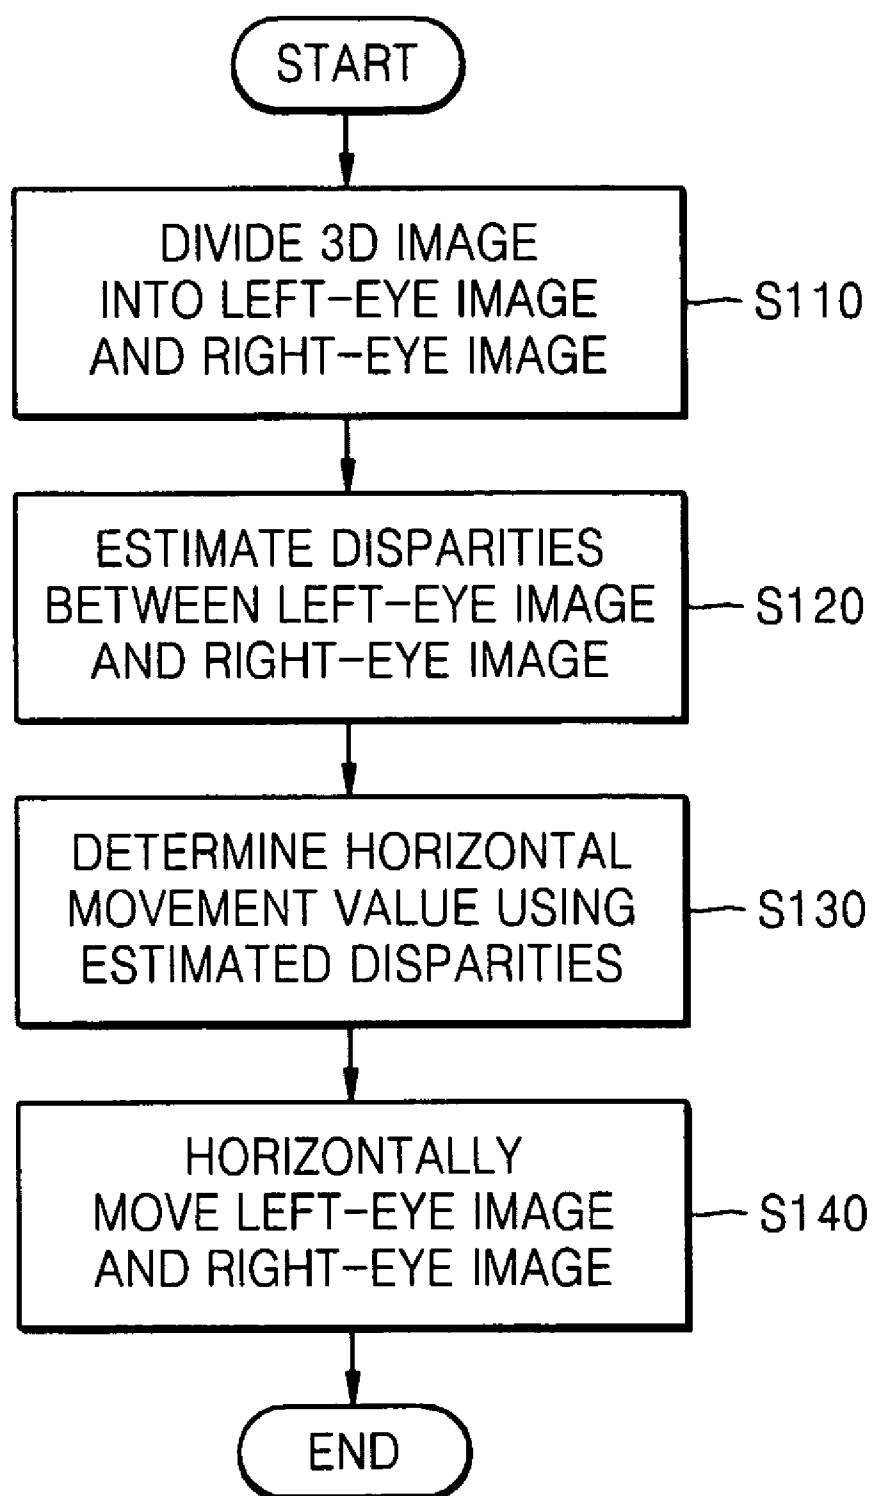 START
DIVIDE 3D IMAGE
INTO LEFT-EYE IMAGE
AND RIGHT-EYE IMAGE
S110
ESTIMATE DISPARITIES
BETWEEN LEFT-EYE IMAGE
AND RIGHT-EYE IMAGE
S120
DETERMINE HORIZONTAL
MOVEMENT VALUE USING
ESTIMATED DISPARITIES
S130
HORIZONTALLY
MOVE LEFT-EYE IMAGE
AND RIGHT-EYE IMAGE
S140
END